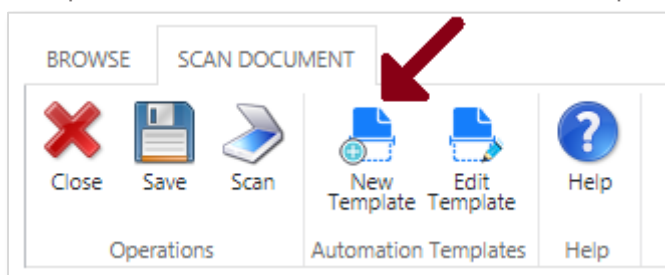 BROWSE SCAN DOCUMENT
Close Save Scan New Edit Help
Template Template
Operations Automation Templates Help